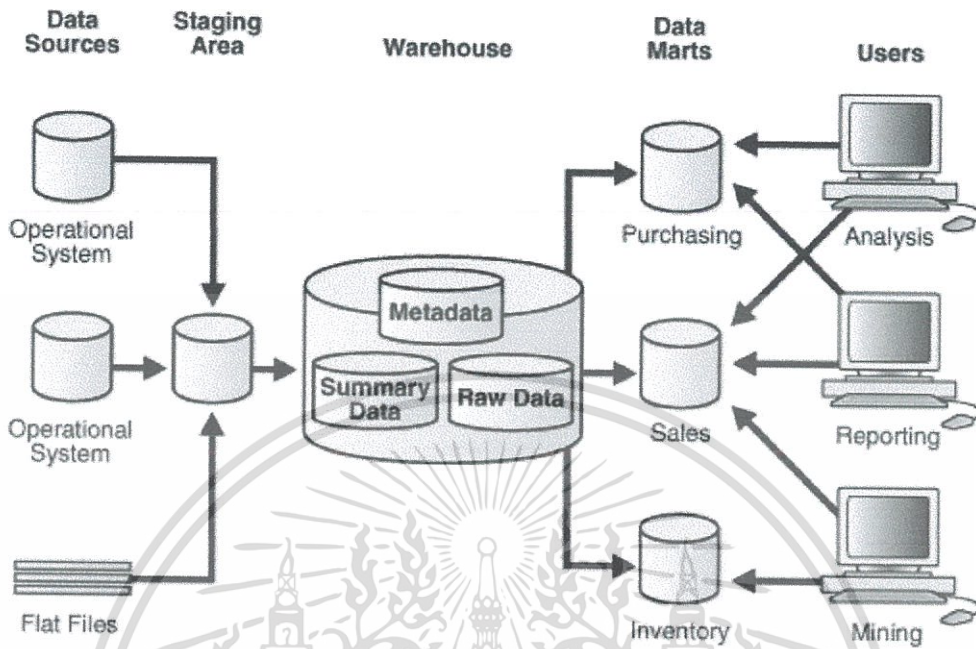 Data
Sources
Staging
Area
Warehouse
Data
Marts
Users
Operational
System
Operational
System
Flat Files
Metadata
Summary
Data
Raw Data
Purchasing
Sales
Inventory
Analysis
Reporting
Mining